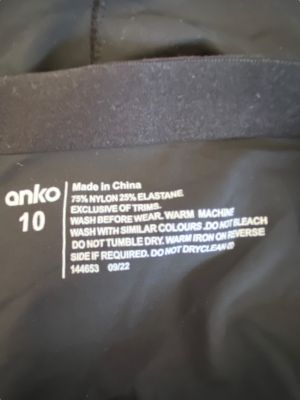 anko
10
Made in China
75% NYLON 25% ELASTANE
EXCLUSIVE OF TRIMS.
WASH BEFORE WEAR. WARM MACHINE
WASH WITH SIMILAR COLOURS .DO NOT BLEACH
DO NOT TUMBLE DRY. WARM IRON ON REVERSE
SIDE IF REQUIRED. DO NOT DRYCLEAN
144653 09/22